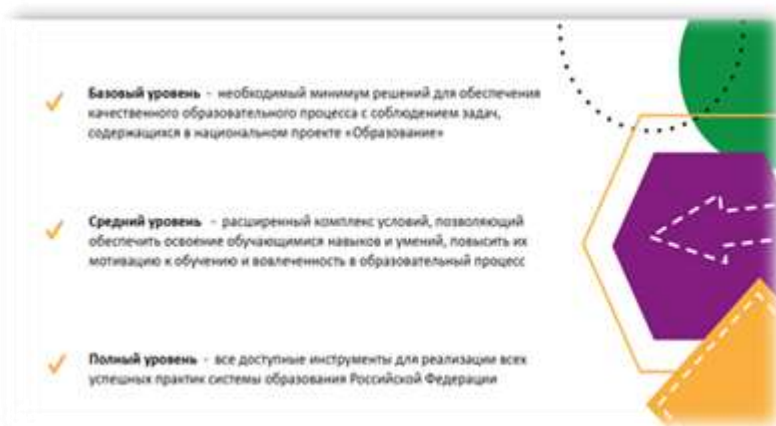 Базовый уровень - необходимый минимум решений для обеспечения
качественного образовательного процесса с соблюдением задач,
содержащихся в национальном проекте «Образование»
Средний уровень - расширенный комплекс условий, позволяющий
обеспечить освоение обучающимися навыков и умений, повысить их
мотивацию к обучению и вовлеченность в образовательный процесс
Полный уровень - все доступные инструменты для реализации всех
успешных практик системы образования Российской Федерации